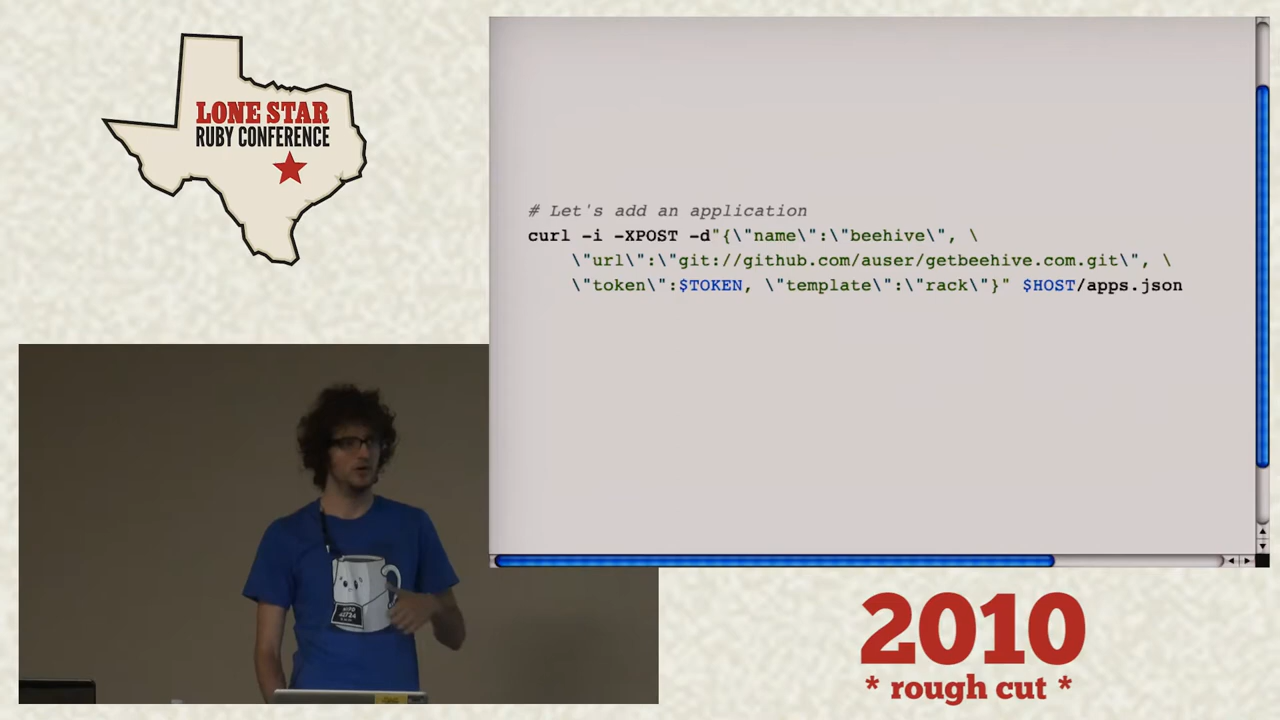 LONE STAR
RUBY CONFERENCE
# Let's add an application
curl -i -XPOST -d"{\"name\":\"beehive\", \
\"url\":\"git://github.com/auser/getbeehive.com.git\", \
\"token\":$TOKEN, \"template\":\"rack\"}" $HOST/apps.json
2010
* rough cut *